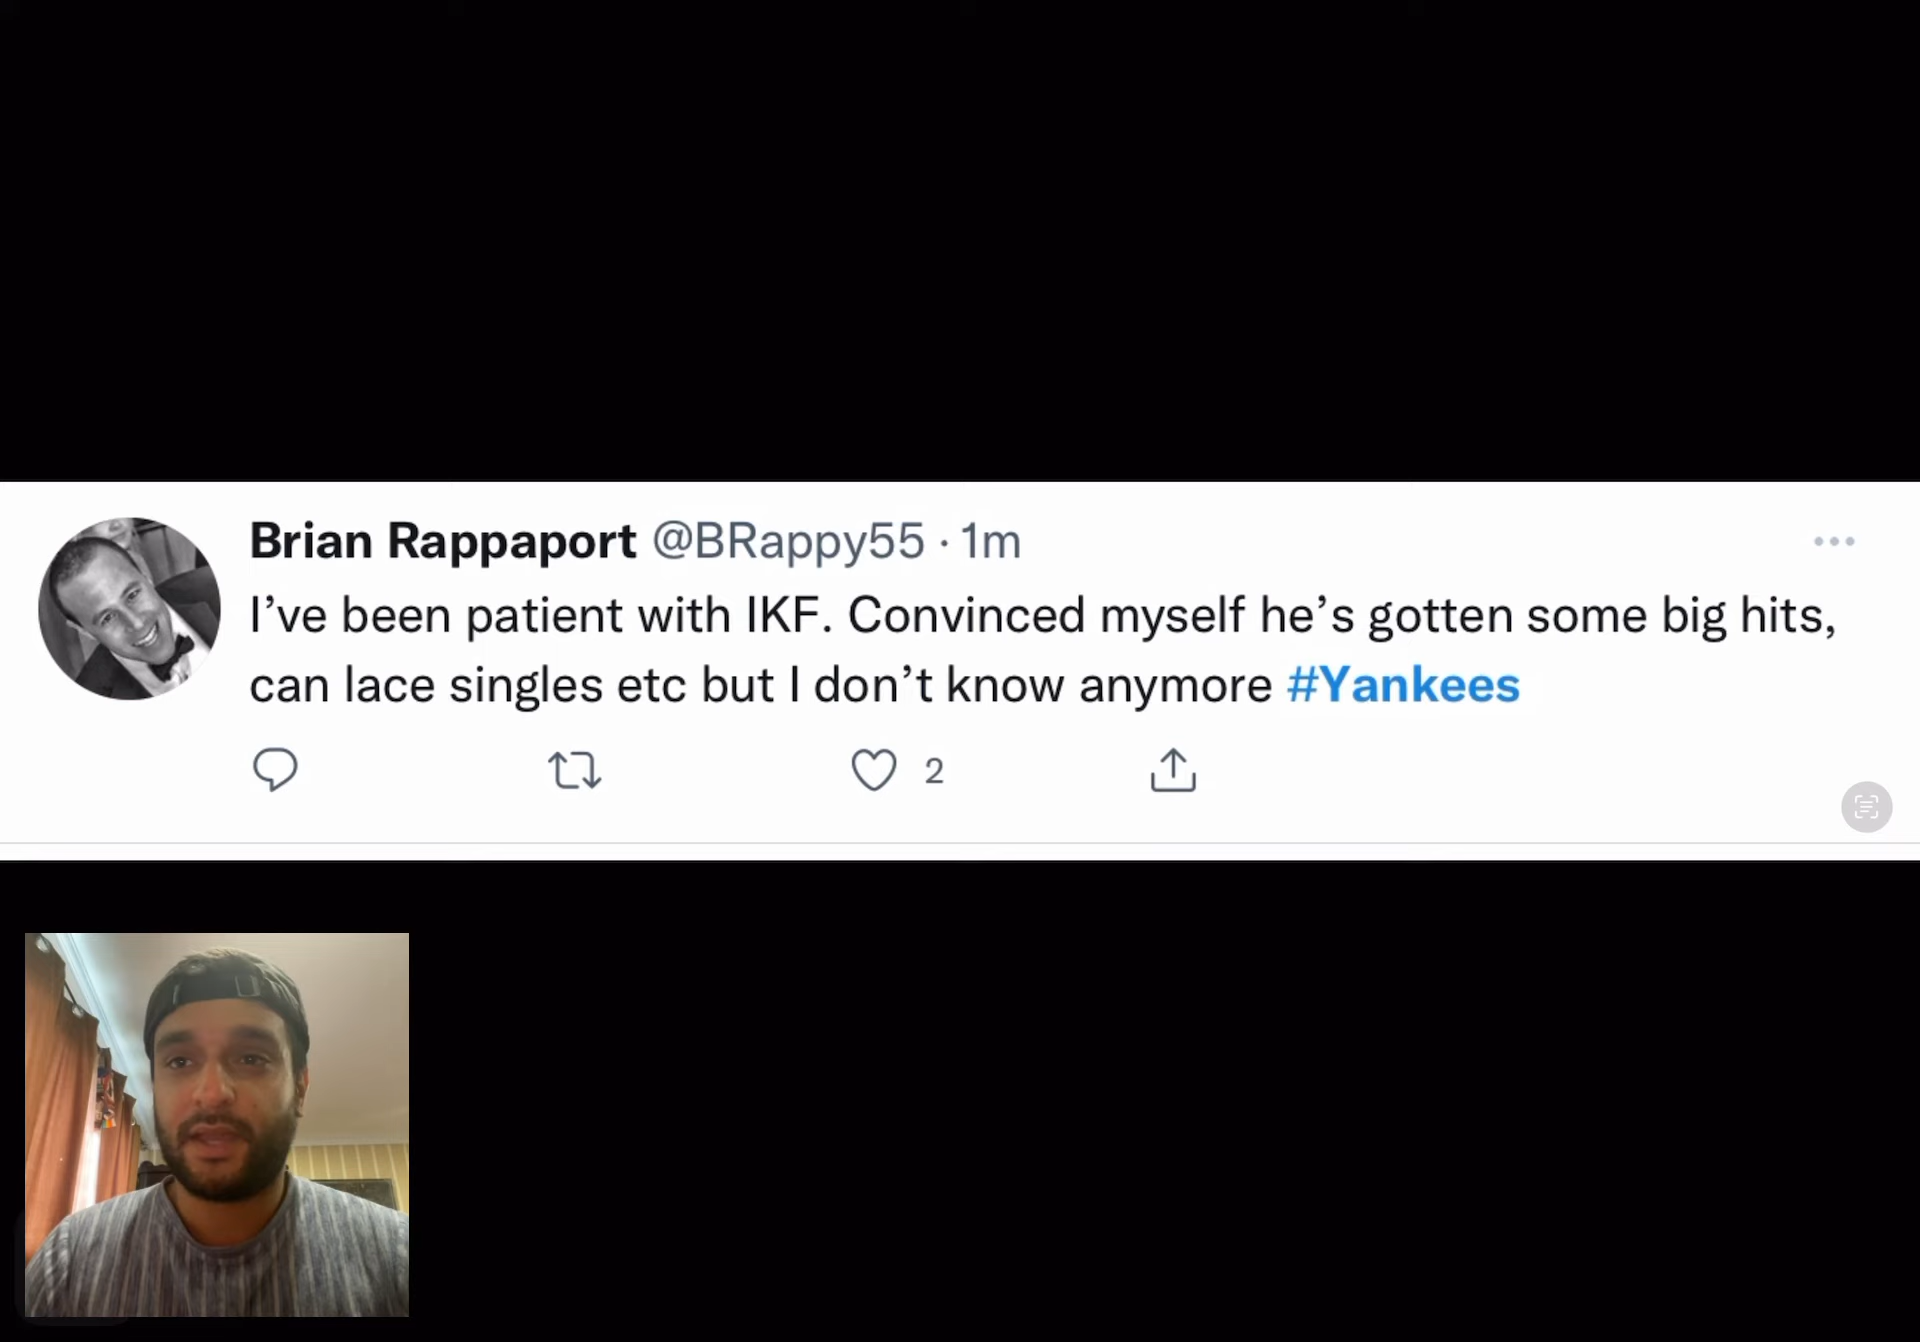 Brian Rappaport @BRappy55 · 1m
I’ve been patient with IKF. Convinced myself he’s gotten some big hits,
can lace singles etc but I don’t know anymore #Yankees
2